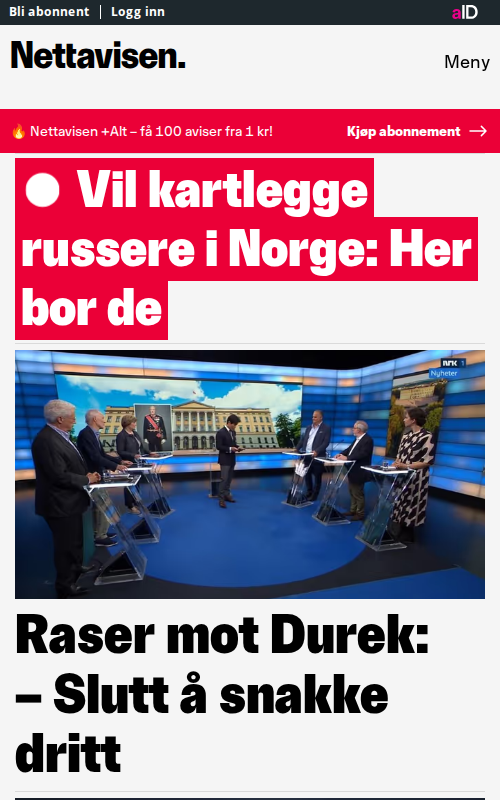 Bli abonnent | Logg inn
aID
Nettavisen.
Meny
🔥 Nettavisen +Alt – få 100 aviser fra 1 kr!
Kjøp abonnement →
Vil kartlegge
russere i Norge: Her
bor de
NRK 1
Nyheter
Raser mot Durek:
– Slutt å snakke
dritt